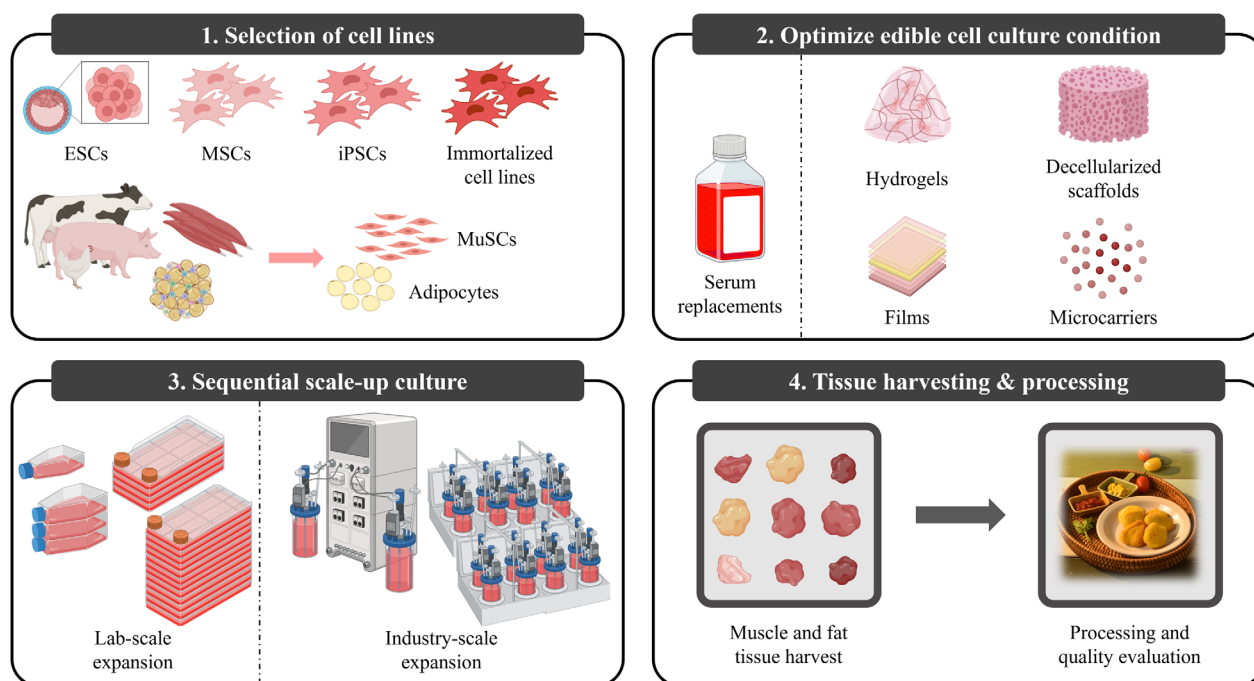 1. Selection of cell lines
ESCs
MSCs
iPSCs
Immortalized
cell lines
MuSCs
Adipocytes
2. Optimize edible cell culture condition
Serum
replacements
Hydrogels
Decellularized
scaffolds
Films
Microcarriers
3. Sequential scale-up culture
Lab-scale
expansion
Industry-scale
expansion
4. Tissue harvesting & processing
Muscle and fat
tissue harvest
Processing and
quality evaluation